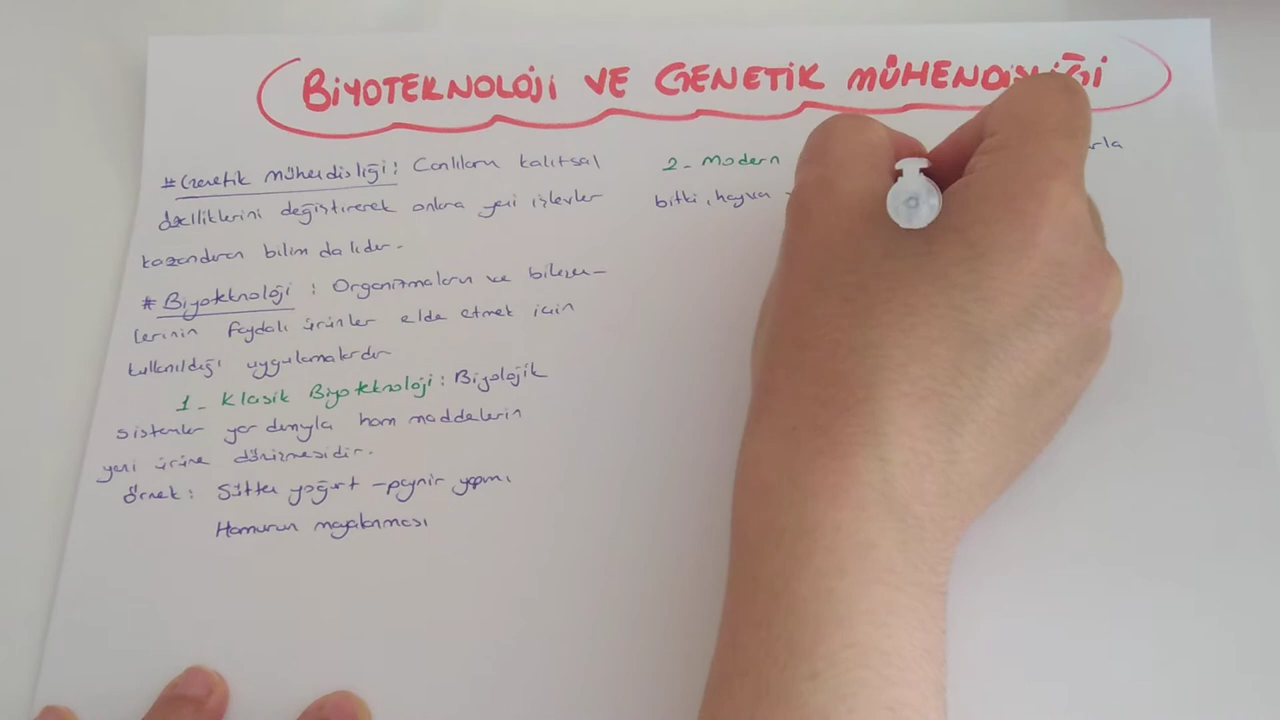 BİYOTEKNOLOJİ VE GENETİK MÜHENDİSLİĞİ
# Genetik mühendisliği : Canlıların kalıtsal
özelliklerini değiştirerek onlara yeni işlevler
kazandıran bilim dalıdır.
# Biyoteknoloji : Organizmaların ve bileşen-
lerinin faydalı ürünler elde etmek için
kullanıldığı uygulamalardır
1- Klasik Biyoteknoloji : Biyolojik
sistemler yardımıyla ham maddelerin
yeni ürüne dönüşmesidir.
Örnek : Sütten yoğurt - peynir yapımı
Hamurun mayalanması
2- Modern
bitki, hayva